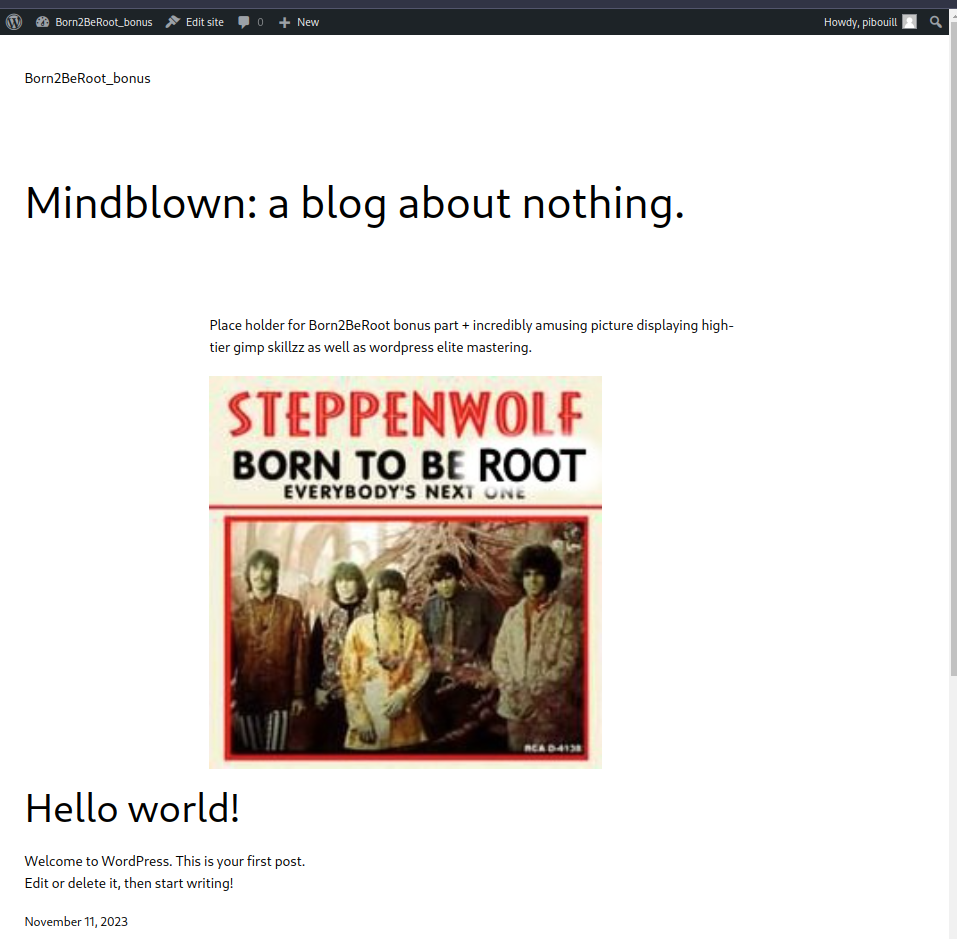 Born2BeRoot_bonus Edit site 0 New Howdy, pibouill
Born2BeRoot_bonus
Mindblown: a blog about nothing.
Place holder for Born2BeRoot bonus part + incredibly amusing picture displaying high-
tier gimp skillzz as well as wordpress elite mastering.
STEPPENWOLF
BORN TO BE ROOT
EVERYBODY'S NEXT ONE
RCA D-4138
Hello world!
Welcome to WordPress. This is your first post.
Edit or delete it, then start writing!
November 11, 2023